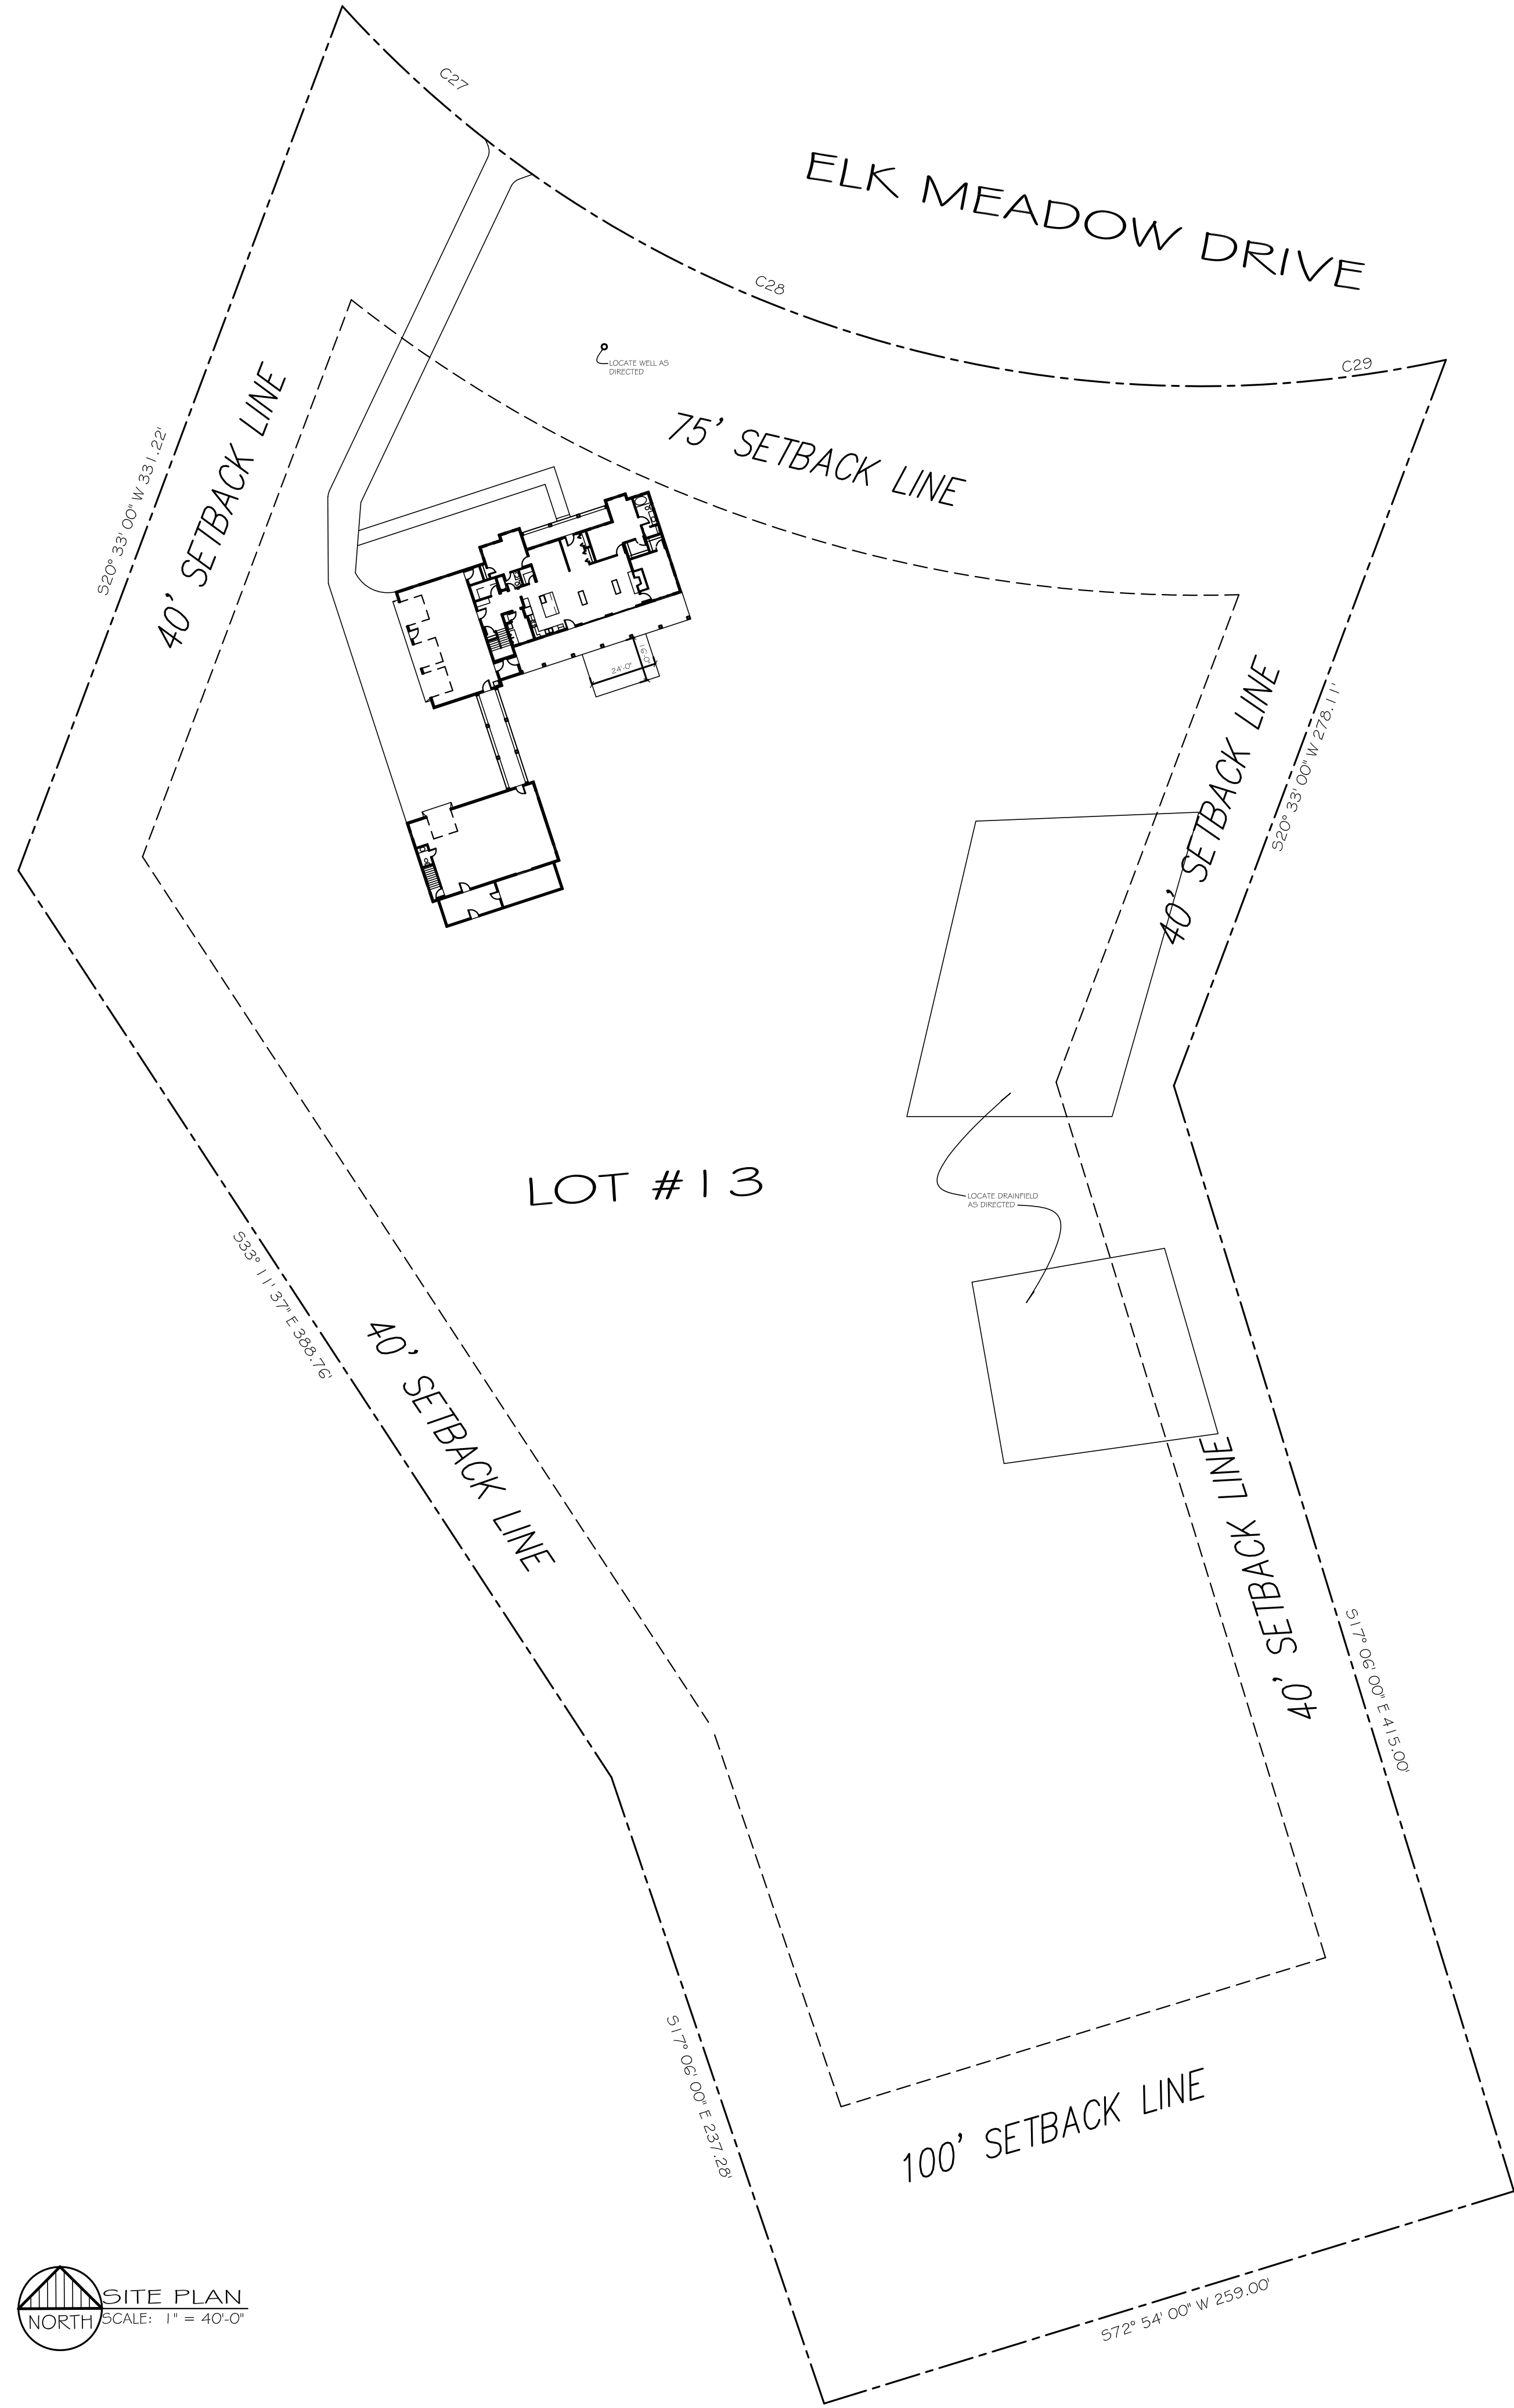 C27
ELK MEADOW DRIVE
C28
LOCATE WELL AS
DIRECTED
C29
75' SETBACK LINE
S20° 33' 00" W 331.22'
40' SETBACK LINE
24'-0"
16'-0"
40' SETBACK LINE
S20° 33' 00" W 278.11'
LOT #13
LOCATE DRAINFIELD
AS DIRECTED
S33° 11' 37" E 388.76'
40' SETBACK LINE
40' SETBACK LINE
S17° 06' 00" E 415.00'
S17° 06' 00" E 237.28'
100' SETBACK LINE
S72° 54' 00" W 259.00'
SITE PLAN
NORTH
SCALE: 1" = 40'-0"